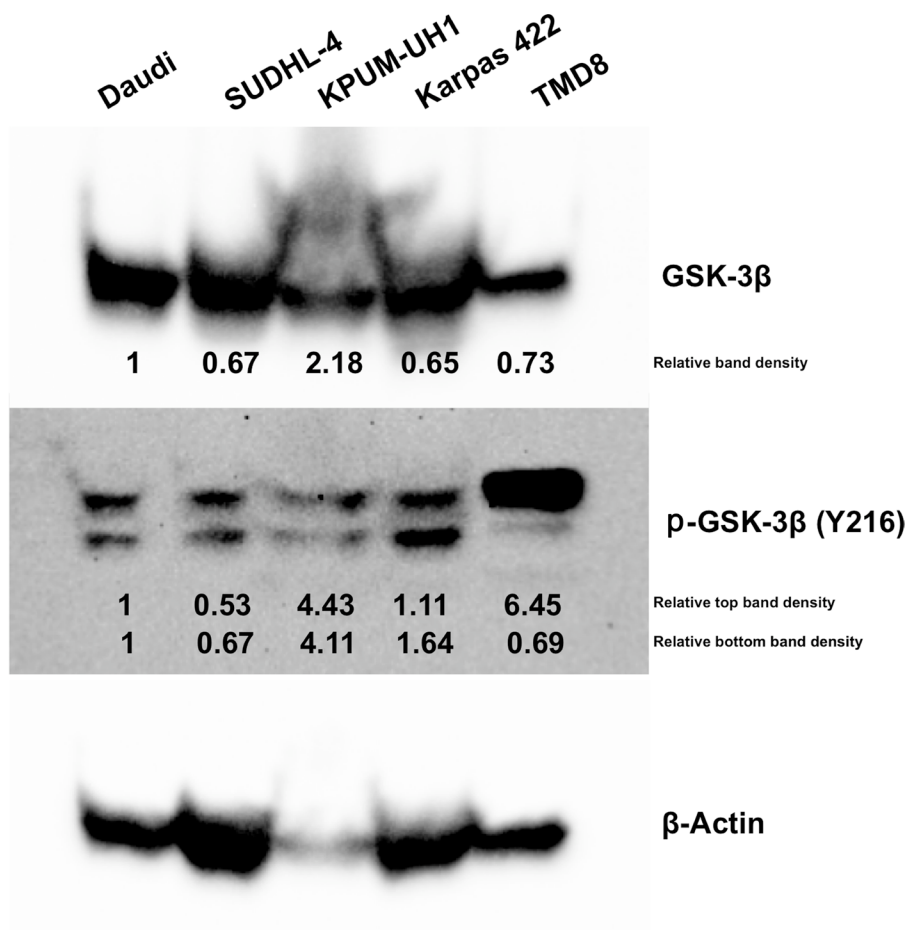 Daudi SUDHL-4 KPUM-UH1 Karpas 422 TMD8
GSK-3β
1 0.67 2.18 0.65 0.73 Relative band density
p-GSK-3β (Y216)
1 0.53 4.43 1.11 6.45 Relative top band density
1 0.67 4.11 1.64 0.69 Relative bottom band density
β-Actin